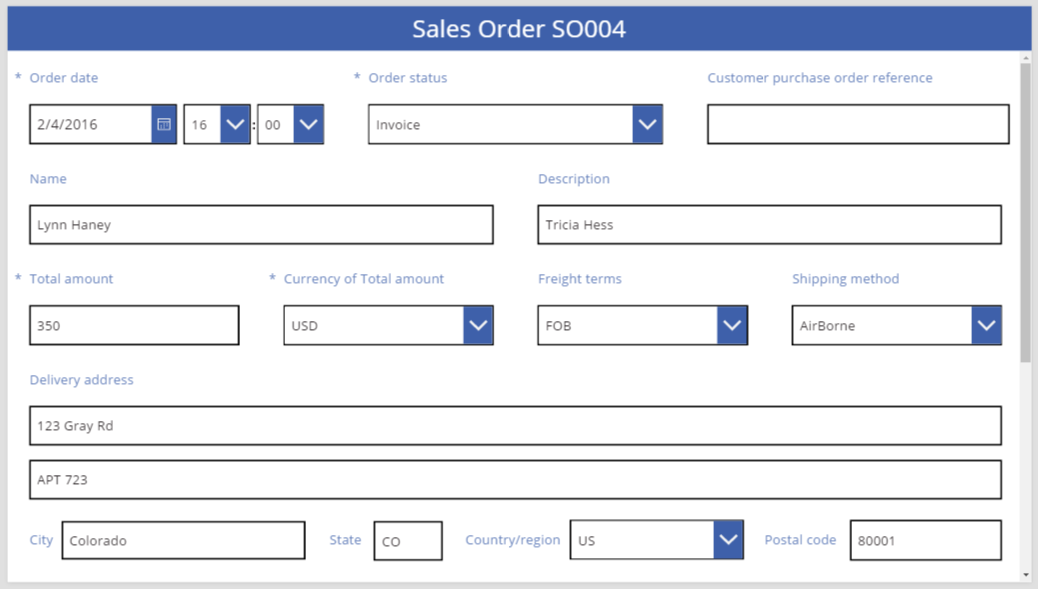 Sales Order SO004
* Order date * Order status Customer purchase order reference
2/4/2016 16 : 00 Invoice
Name Description
Lynn Haney Tricia Hess
* Total amount * Currency of Total amount Freight terms Shipping method
350 USD FOB AirBorne
Delivery address
123 Gray Rd
APT 723
City Colorado State CO Country/region US Postal code 80001